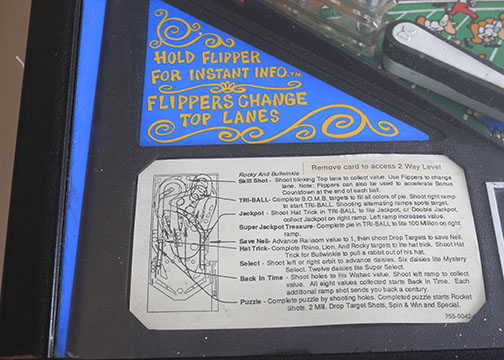 HOLD FLIPPER
FOR INSTANT INFO.™
FLIPPERS CHANGE
TOP LANES
Remove card to access 2 Way Level
Rocky And Bullwinkle
Skill Shot - Shoot blinking Top lane to collect value. Use Flippers to change
lane. Note: Flippers can also be used to accelerate Bonus
Countdown at the end of each ball.
TRI-BALL - Complete B.O.M.B. targets to fill all colors of pie. Shoot right ramp
to start TRI-BALL. Shooting alternating ramps spots target.
Jackpot - Shoot Hat Trick in TRI-BALL to lite Jackpot, or Double Jackpot,
collect Jackpot on right ramp. Left ramp increases value.
Super Jackpot Treasure - Complete pie in TRI-BALL to lite 100 Million on right
ramp.
Save Nell - Advance Ransom value to 1, then shoot Drop Targets to save Nell.
Hat Trick - Complete Rhino, Lion, And Rocky targets to lite hat trick. Shoot Hat
Trick for Bullwinkle to pull a rabbit out of his hat.
Select - Shoot left or right orbit to advance daisies. Six daisies lite Mystery
Select. Twelve daisies lite Super Select.
Back In Time - Shoot holes to lite Wabac value. Shoot left ramp to collect
value. All eight values collected starts Back In Time. Each
additional ramp shot sends you back a century.
Puzzle - Complete puzzle by shooting holes. Completed puzzle starts Rocket
Shots, 2 Mill. Drop Target Shots, Spin & Win and Special.
755-5042